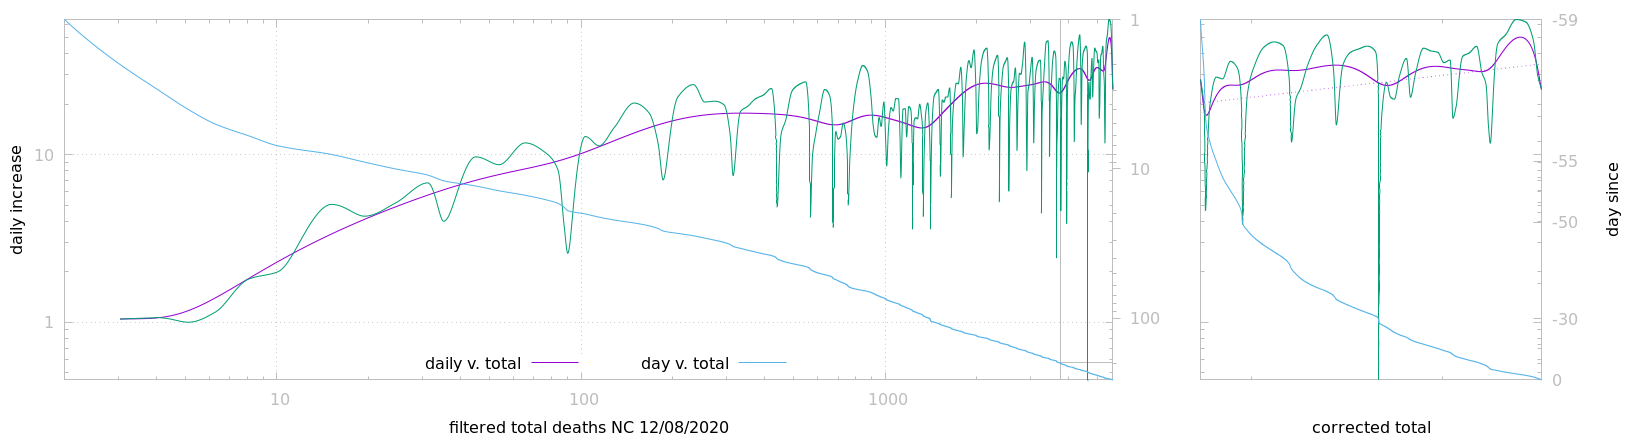 1
-59
10
10
-55
daily increase
day since
-50
1
100
-30
daily v. total
day v. total
0
10
100
1000
filtered total deaths NC 12/08/2020
corrected total